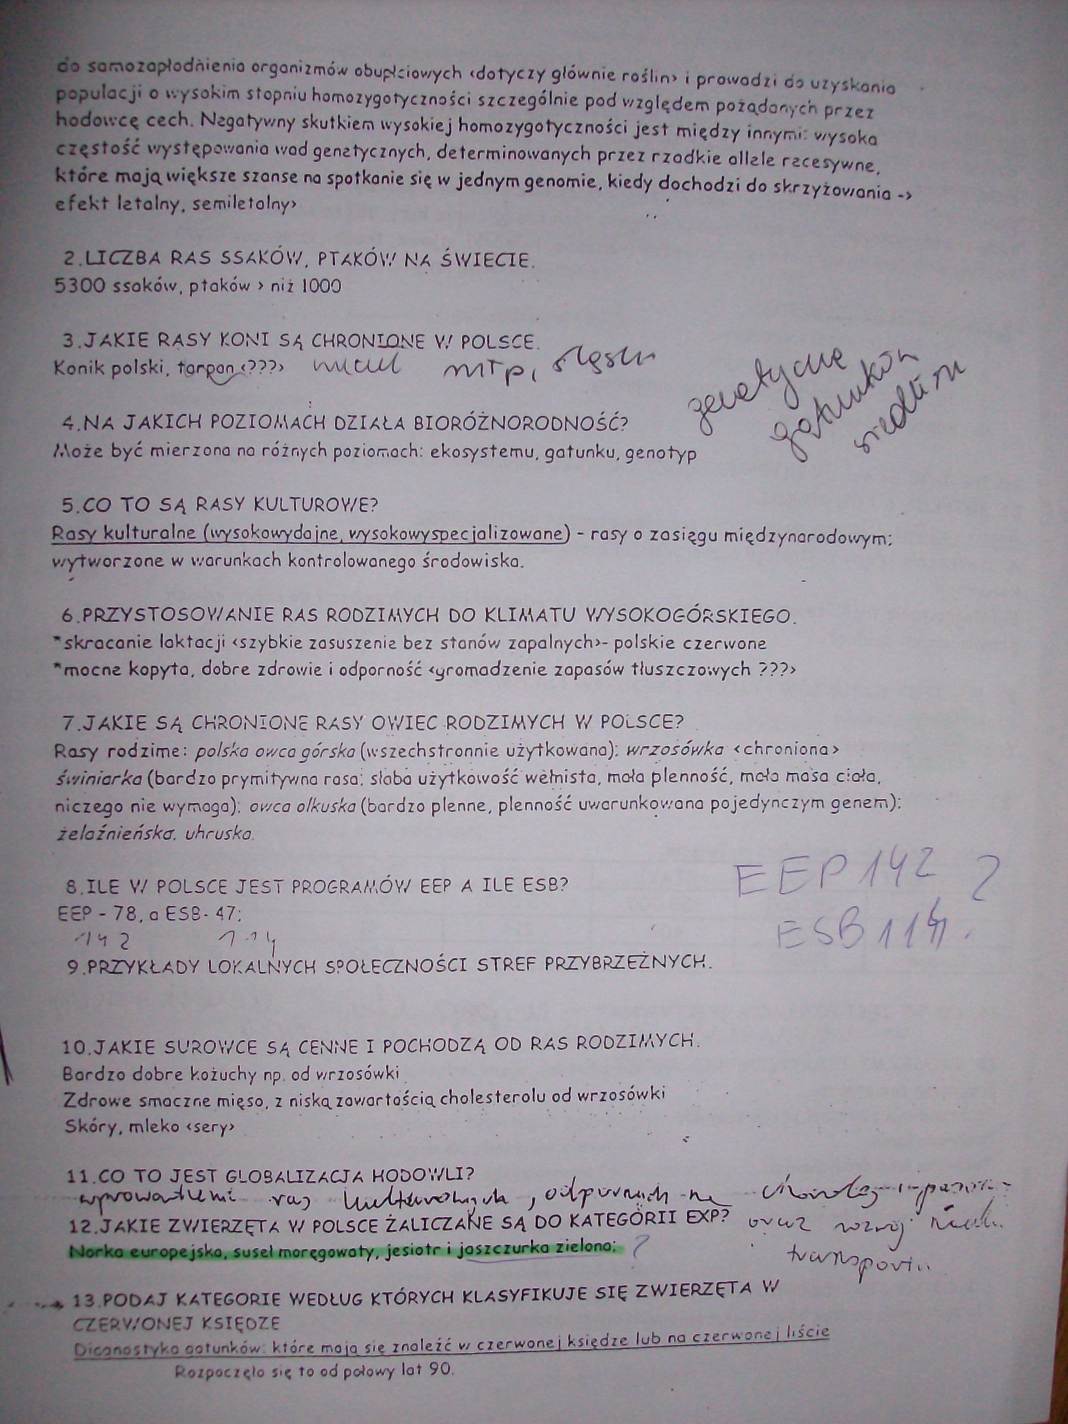 do samozapłodnienia organizmów obupłciowych <dotyczy głównie roślin> i prowadzi do uzyskania
populacji o wysokim stopniu homozygotyczności szczególnie pod względem pożądanych przez
hodowcę cech. Negatywny skutkiem wysokiej homozygotyczności jest między innymi: wysoka
częstość występowania wad genetycznych, determinowanych przez rzadkie allele recesywne,
które mają większe szanse na spotkanie się w jednym genomie, kiedy dochodzi do skrzyżowania ->
efekt letalny, semiletalny>
2.LICZBA RAS SSAKÓW, PTAKÓW NA ŚWIECIE.
5300 ssaków, ptaków > niż 1000
3.JAKIE RASY KONI SĄ CHRONIONE W POLSCE.
Konik polski, tarpan <???> mtp,
genetyczne
gatunków
siedlisk
4.NA JAKICH POZIOMACH DZIAŁA BIORÓŻNORODNOŚĆ?
Może być mierzona na różnych poziomach: ekosystemu, gatunku, genotyp
5.CO TO SĄ RASY KULTUROWE?
Rasy kulturalne (wysokowydajne, wysokowyspecjalizowane) - rasy o zasięgu międzynarodowym;
wytworzone w warunkach kontrolowanego środowiska.
6.PRZYSTOSOWANIE RAS RODZIMYCH DO KLIMATU WYSOKOGÓRSKIEGO.
*skracanie laktacji <szybkie zasuszenie bez stanów zapalnych>- polskie czerwone
*mocne kopyta, dobre zdrowie i odporność <gromadzenie zapasów tłuszczowych ???>
7.JAKIE SĄ CHRONIONE RASY OWIEC RODZIMYCH W POLSCE?
Rasy rodzime: polska owca górska (wszechstronnie użytkowana); wrzosówka <chroniona>
świniarka (bardzo prymitywna rasa; słaba użytkowość wełnista, mała plenność, mała masa ciała,
niczego nie wymaga); owca olkuska (bardzo plenne, plenność uwarunkowana pojedynczym genem);
żelaźnieńska, uhruska.
8.ILE W POLSCE JEST PROGRAMÓW EEP A ILE ESB?
EEP - 78, a ESB- 47;
142 114
EEP 142 ?
ESB 114
9.PRZYKŁADY LOKALNYCH SPOŁECZNOŚCI STREF PRZYBRZEŻNYCH.
10.JAKIE SUROWCE SĄ CENNE I POCHODZĄ OD RAS RODZIMYCH.
Bardzo dobre kożuchy np. od wrzosówki
Zdrowe smaczne mięso, z niską zawartością cholesterolu od wrzosówki
Skóry, mleko <sery>
11.CO TO JEST GLOBALIZACJA HODOWLI?
wprowadzeni ras kulturowych, odpornych na
12.JAKIE ZWIERZĘTA W POLSCE ŻALICZANE SĄ DO KATEGORII EXP? oraz rozwój
transportu
Norka europejska, suseł moręgowaty, jesiotr i jaszczurka zielona; ?
13.PODAJ KATEGORIE WEDŁUG KTÓRYCH KLASYFIKUJE SIĘ ZWIERZĘTA W
CZERWONEJ KSIĘDZE
Diagnostyka gatunków: które mają się znaleźć w czerwonej księdze lub na czerwonej liście
Rozpoczęło się to od połowy lat 90.